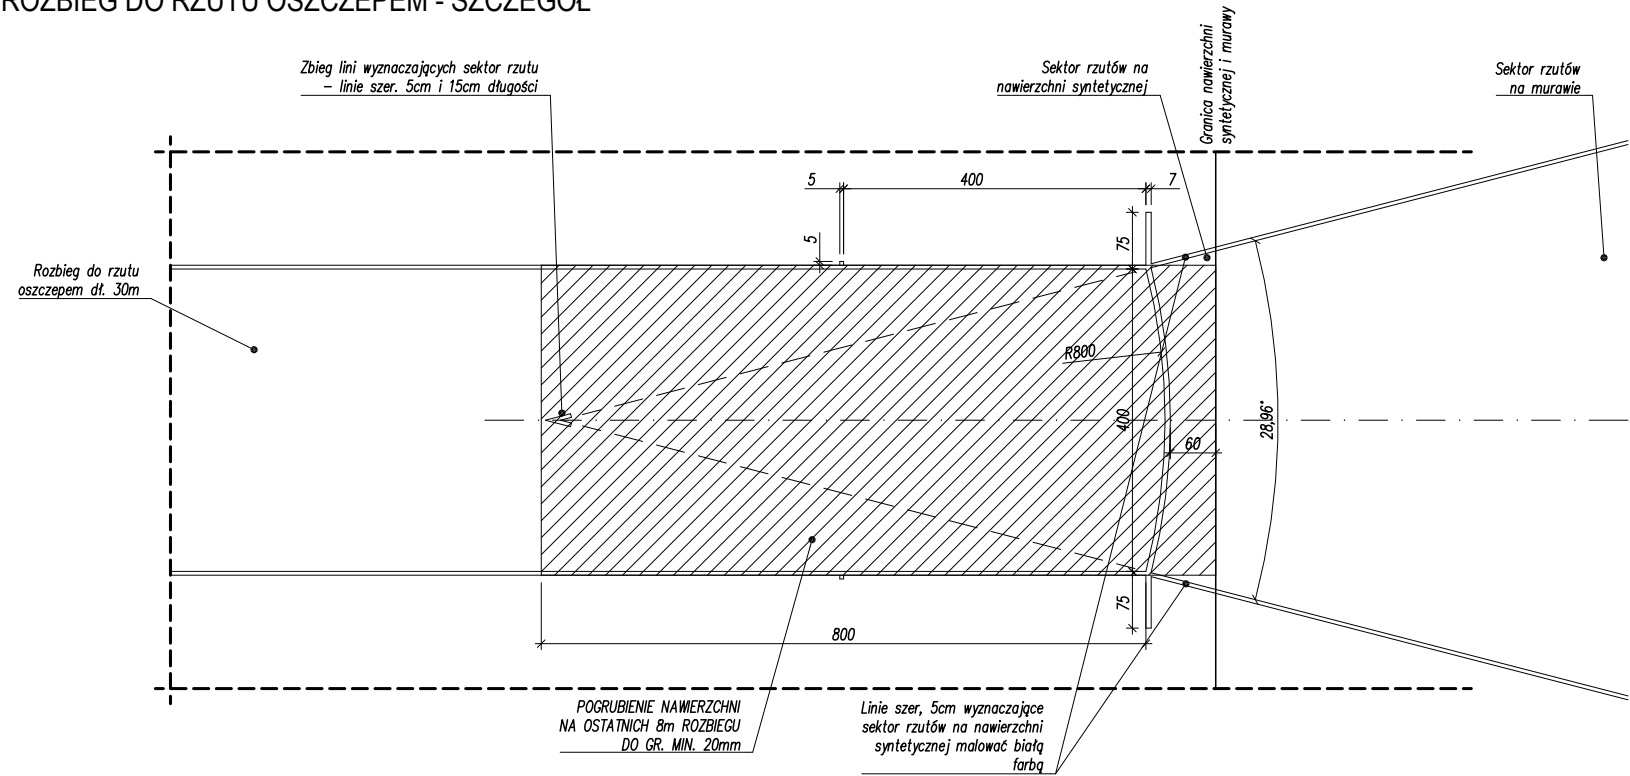 ROZBIEG DO RZUTU OSZCZEPEM - SZCZEGÓŁ
Zbieg lini wyznaczających sektor rzutu
– linie szer. 5cm i 15cm długości
Sektor rzutów na
nawierzchni syntetycznej
Granica nawierzchni
syntetycznej i murawy
Sektor rzutów
na murawie
5
400
7
5
75
Rozbieg do rzutu
oszczepem dł. 30m
R800
400
28,96°
60
75
800
POGRUBIENIE NAWIERZCHNI
NA OSTATNICH 8m ROZBIEGU
DO GR. MIN. 20mm
Linie szer, 5cm wyznaczające
sektor rzutów na nawierzchni
syntetycznej malować białą
farbą